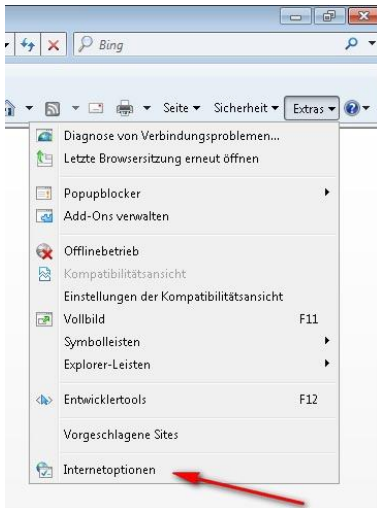 Bing
Seite Sicherheit Extras
Diagnose von Verbindungsproblemen...
Letzte Browsersitzung erneut öffnen
Popupblocker
Add-Ons verwalten
Offlinebetrieb
Kompatibilitätsansicht
Einstellungen der Kompatibilitätsansicht
Vollbild F11
Symbolleisten
Explorer-Leisten
Entwicklertools F12
Vorgeschlagene Sites
Internetoptionen